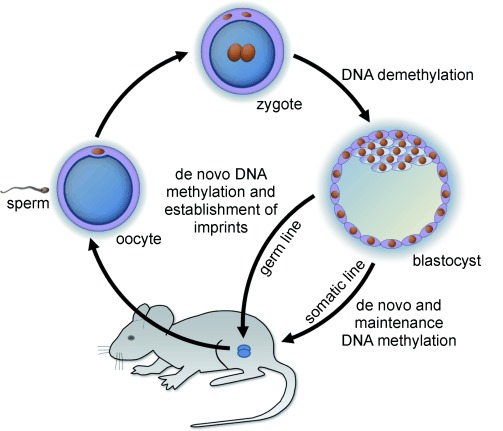 zygote
DNA demethylation
de novo DNA
methylation and
establishment of
imprints
sperm
oocyte
germ line
somatic line
blastocyst
de novo and
maintenance
DNA methylation